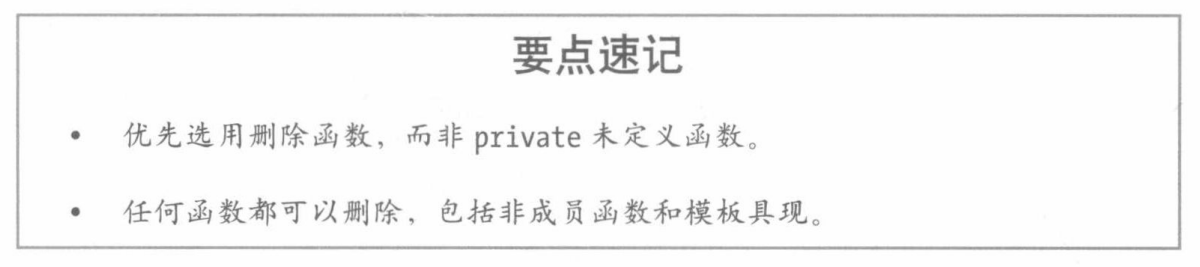 要点速记
• 优先选用删除函数，而非 private 未定义函数。
• 任何函数都可以删除，包括非成员函数和模板具现。